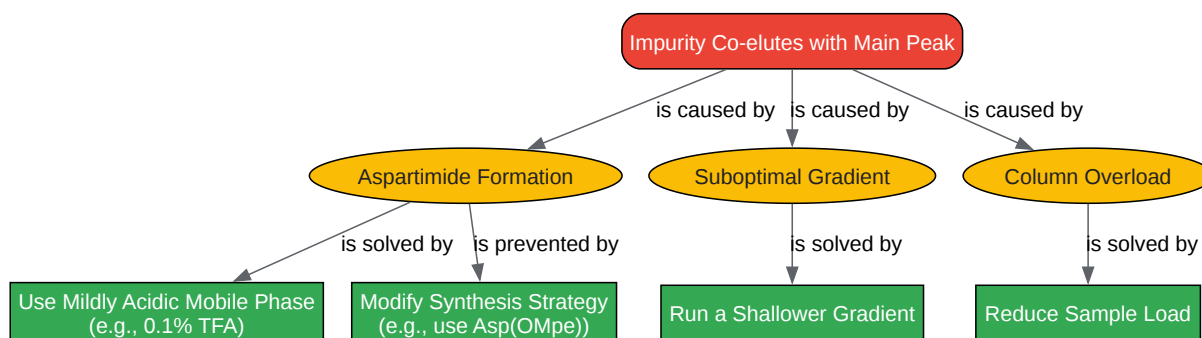 Impurity Co-elutes with Main Peak
is caused by
is caused by
is caused by
Aspartimide Formation
Suboptimal Gradient
Column Overload
is solved by
is prevented by
is solved by
is solved by
Use Mildly Acidic Mobile Phase
(e.g., 0.1% TFA)
Modify Synthesis Strategy
(e.g., use Asp(OMpe))
Run a Shallower Gradient
Reduce Sample Load